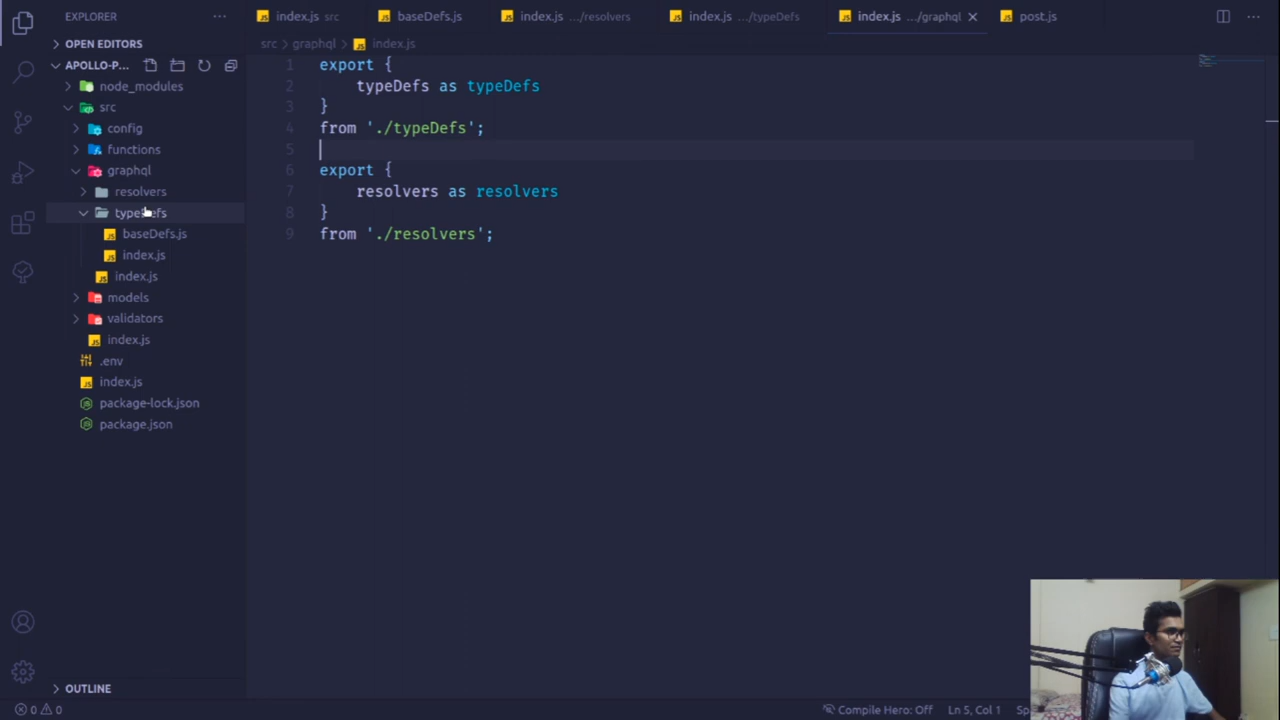 EXPLORER
OPEN EDITORS
APOLLO-P...
node_modules
src
config
functions
graphql
resolvers
typeDefs
baseDefs.js
index.js
index.js
models
validators
index.js
.env
index.js
package-lock.json
package.json
OUTLINE
0 0
index.js src
baseDefs.js
index.js .../resolvers
index.js .../typeDefs
index.js .../graphql
post.js
src > graphql > index.js
1 export {
2 typeDefs as typeDefs
3 }
4 from './typeDefs';
5
6 export {
7 resolvers as resolvers
8 }
9 from './resolvers';
Compile Hero: Off Ln 5, Col 1